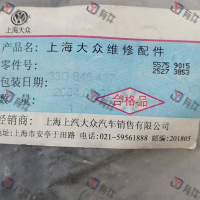 上海大众
产品名: 上海大众维修配件
零件号:
5575 9015
2527 3853
330 845 427
包装日期:
合格品
经销商: 上海上汽大众汽车销售有限公司
上海市安亭于田路 电话:021-59561888 邮编:201805